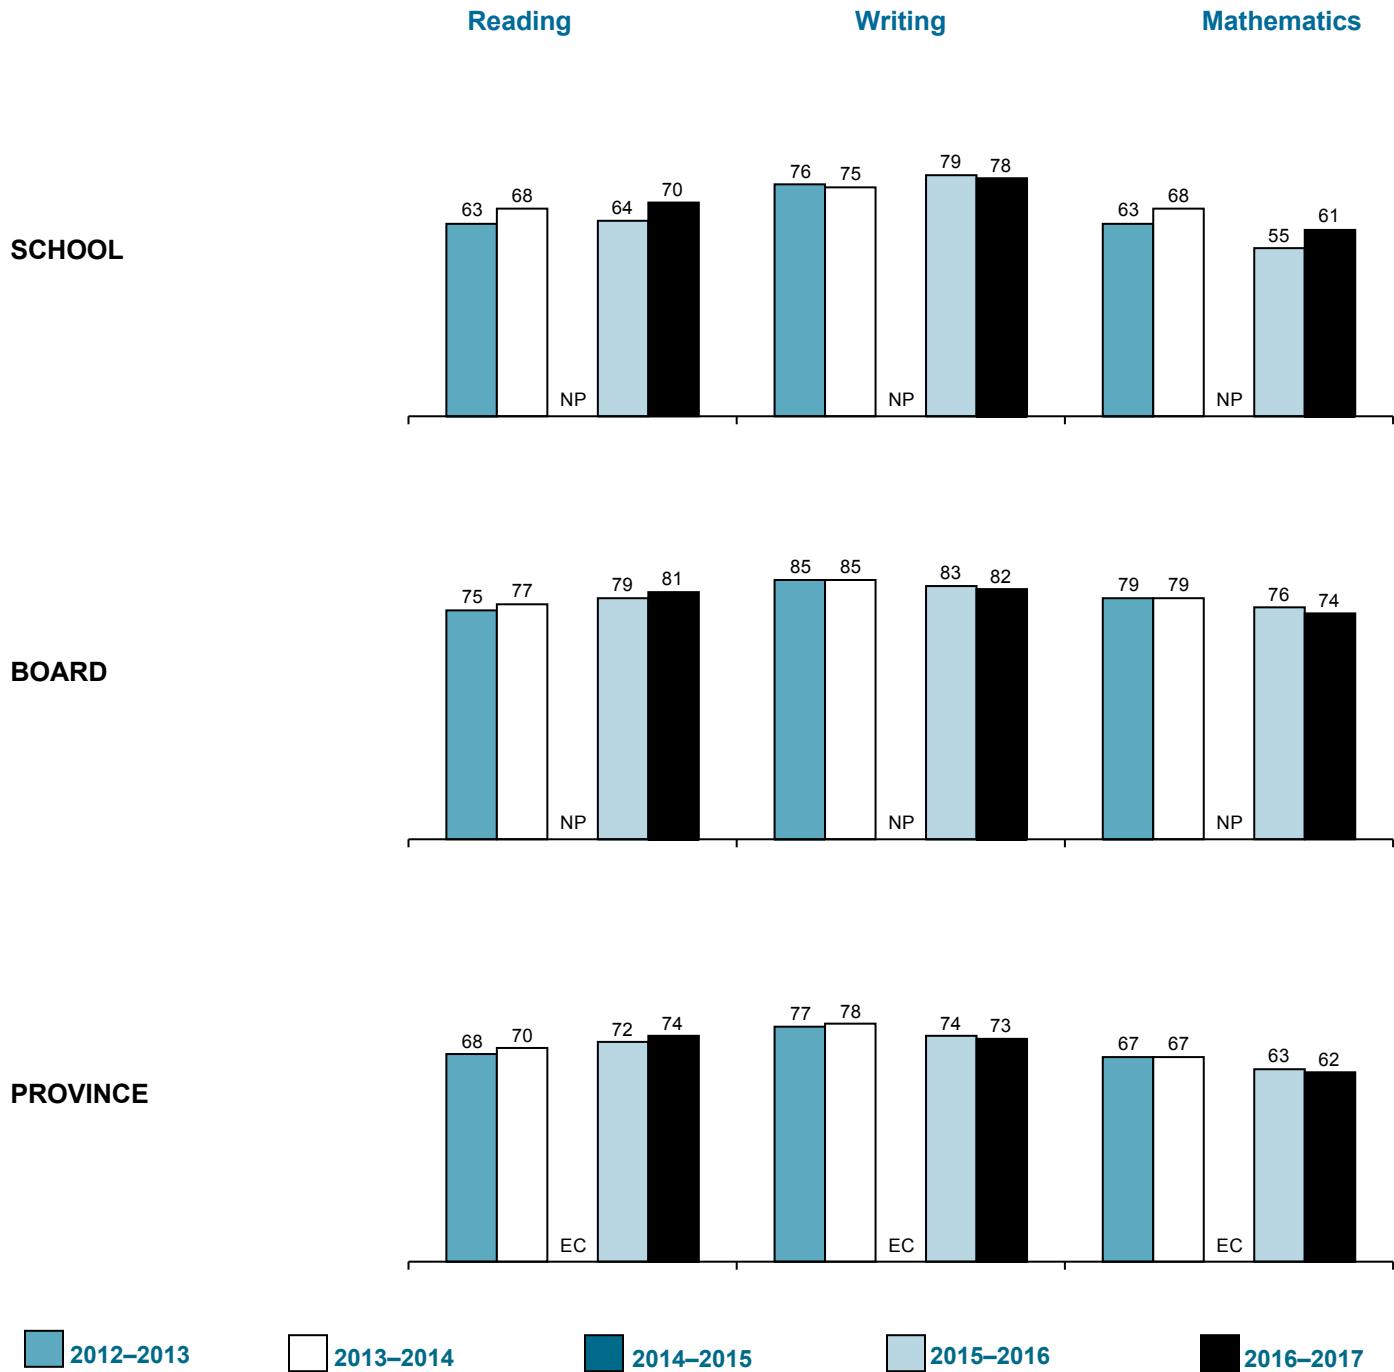 Reading Writing Mathematics
SCHOOL
63 68 NP 64 70 76 75 NP 79 78 63 68 NP 55 61
BOARD
75 77 NP 79 81 85 85 NP 83 82 79 79 NP 76 74
PROVINCE
68 70 EC 72 74 77 78 EC 74 73 67 67 EC 63 62
2012–2013 2013–2014 2014–2015 2015–2016 2016–2017